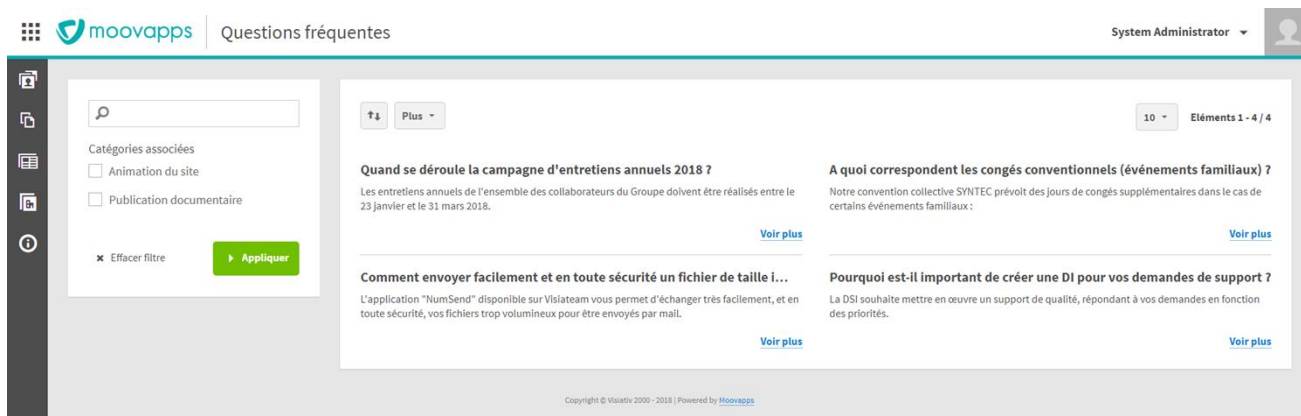 moovapps
Questions fréquentes
System Administrator
Catégories associées
Animation du site
Publication documentaire
Effacer filtre
Appliquer
Plus
10
Eléments 1 - 4 / 4
Quand se déroule la campagne d'entretiens annuels 2018 ?
Les entretiens annuels de l'ensemble des collaborateurs du Groupe doivent être réalisés entre le
23 janvier et le 31 mars 2018.
Voir plus
A quoi correspondent les congés conventionnels (événements familiaux) ?
Notre convention collective SYNTEC prévoit des jours de congés supplémentaires dans le cas de
certains événements familiaux :
Voir plus
Comment envoyer facilement et en toute sécurité un fichier de taille i...
L'application "NumSend" disponible sur Visiateam vous permet d'échanger très facilement, et en
toute sécurité, vos fichiers trop volumineux pour être envoyés par mail.
Voir plus
Pourquoi est-il important de créer une DI pour vos demandes de support ?
La DSI souhaite mettre en œuvre un support de qualité, répondant à vos demandes en fonction
des priorités.
Voir plus
Copyright © Visiativ 2000 - 2018 | Powered by Moovapps